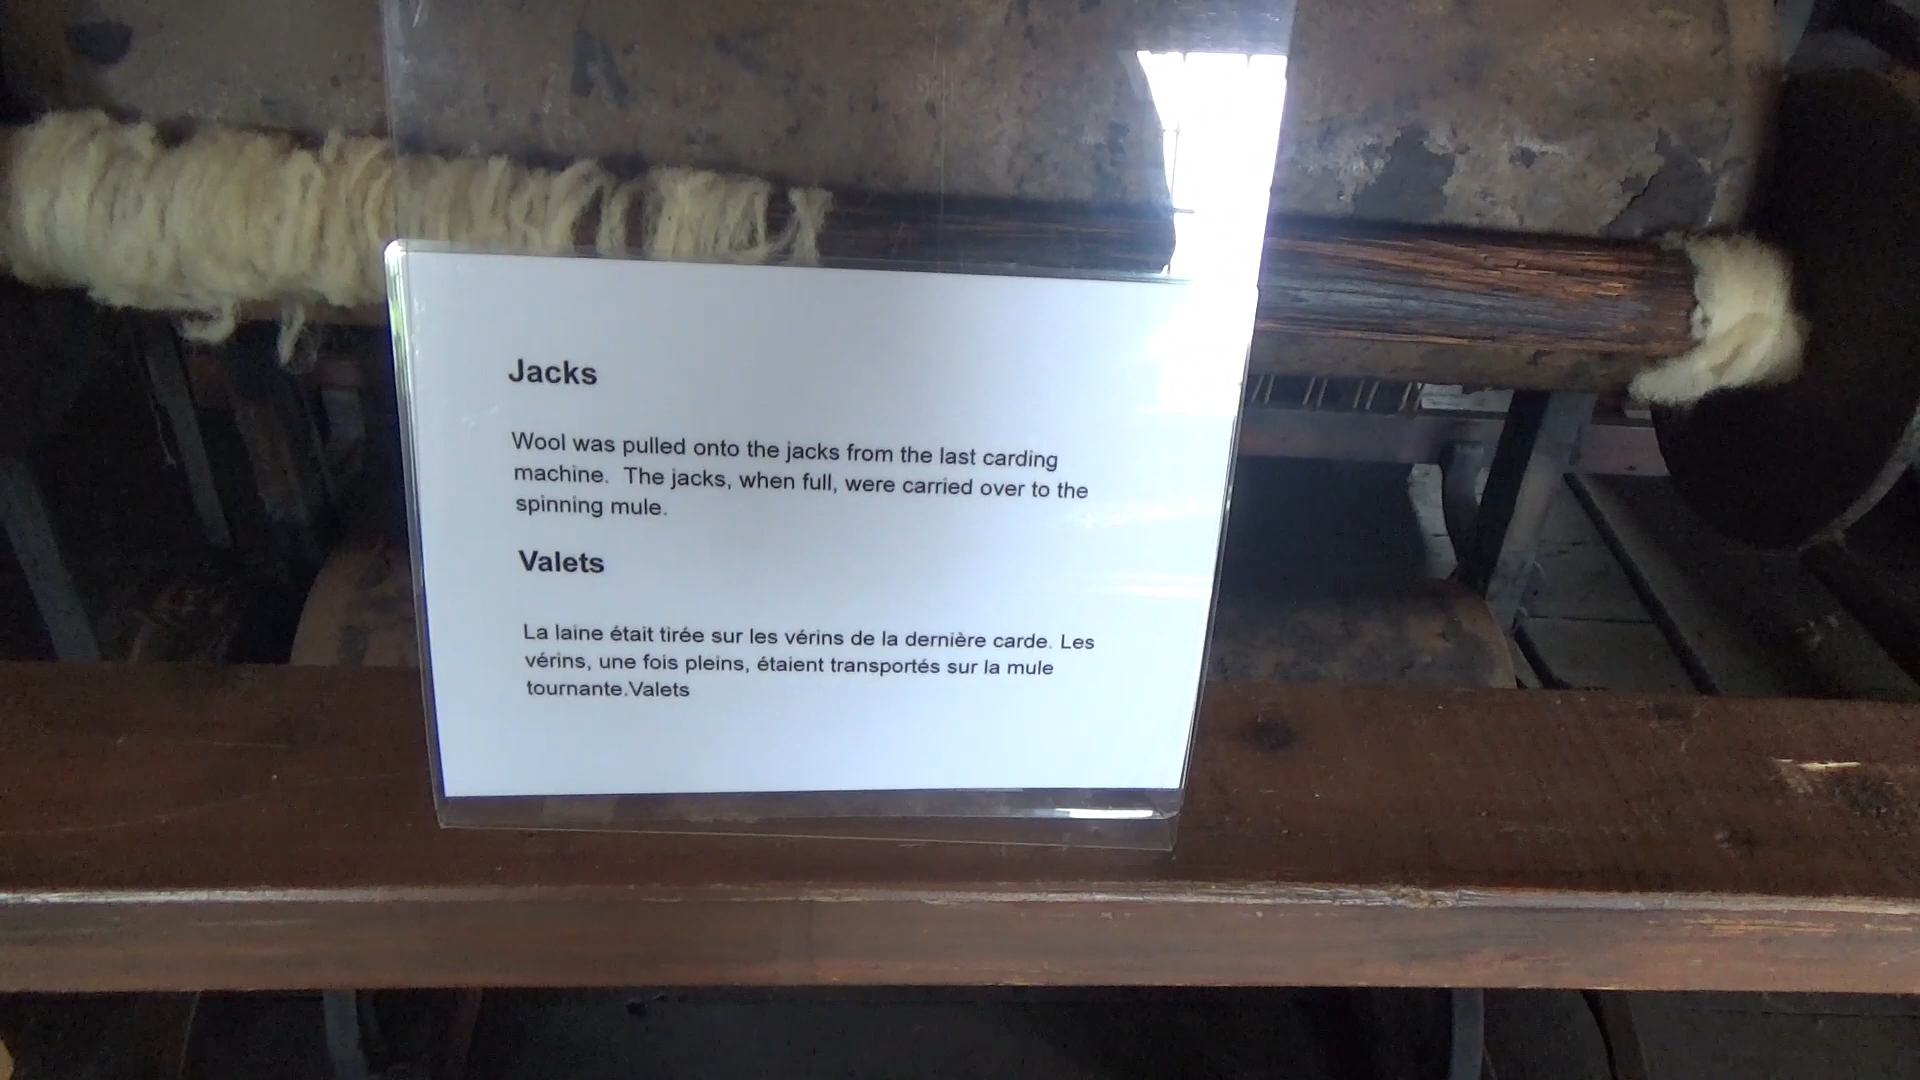 Jacks
Wool was pulled onto the jacks from the last carding
machine.  The jacks, when full, were carried over to the
spinning mule.
Valets
La laine était tirée sur les vérins de la dernière carde. Les
vérins, une fois pleins, étaient transportés sur la mule
tournante.Valets